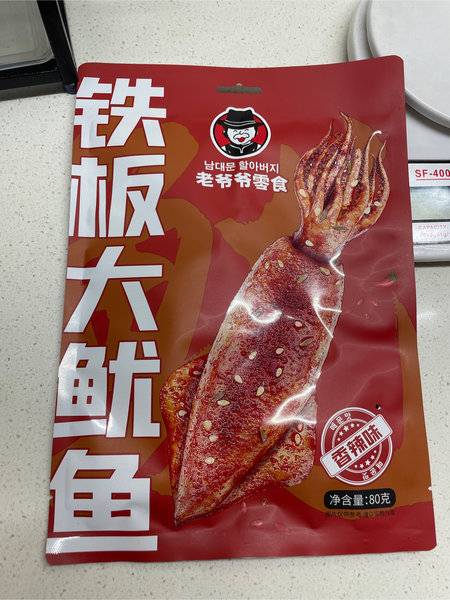 铁板大鱿鱼
남대문 할아버지
老爷爷零食
香辣味
净含量:80克
SF-400
CAPACITY